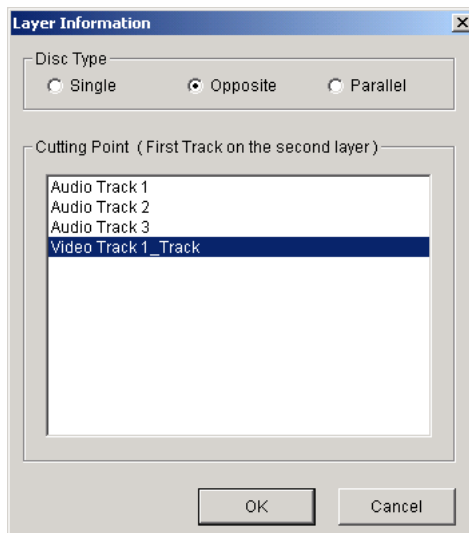 Layer Information
Disc Type
Single Opposite Parallel
Cutting Point ( First Track on the second layer )
Audio Track 1
Audio Track 2
Audio Track 3
Video Track 1_Track
OK Cancel